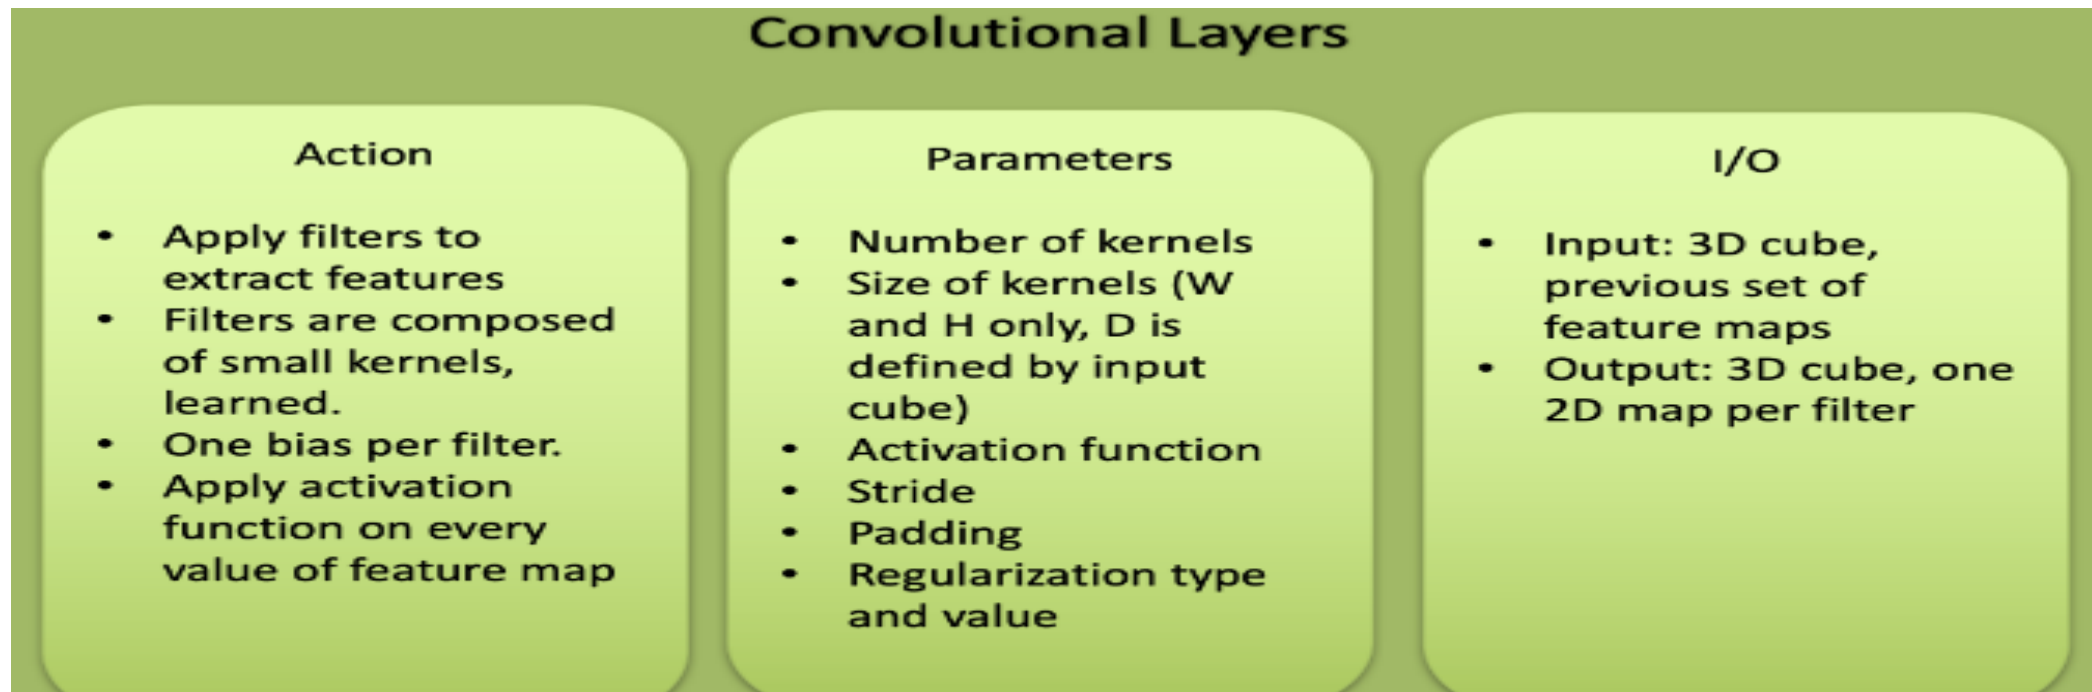 Convolutional Layers
Action
• Apply filters to
extract features
• Filters are composed
of small kernels,
learned.
• One bias per filter.
• Apply activation
function on every
value of feature map
Parameters
• Number of kernels
• Size of kernels (W
and H only, D is
defined by input
cube)
• Activation function
• Stride
• Padding
• Regularization type
and value
I/O
• Input: 3D cube,
previous set of
feature maps
• Output: 3D cube, one
2D map per filter